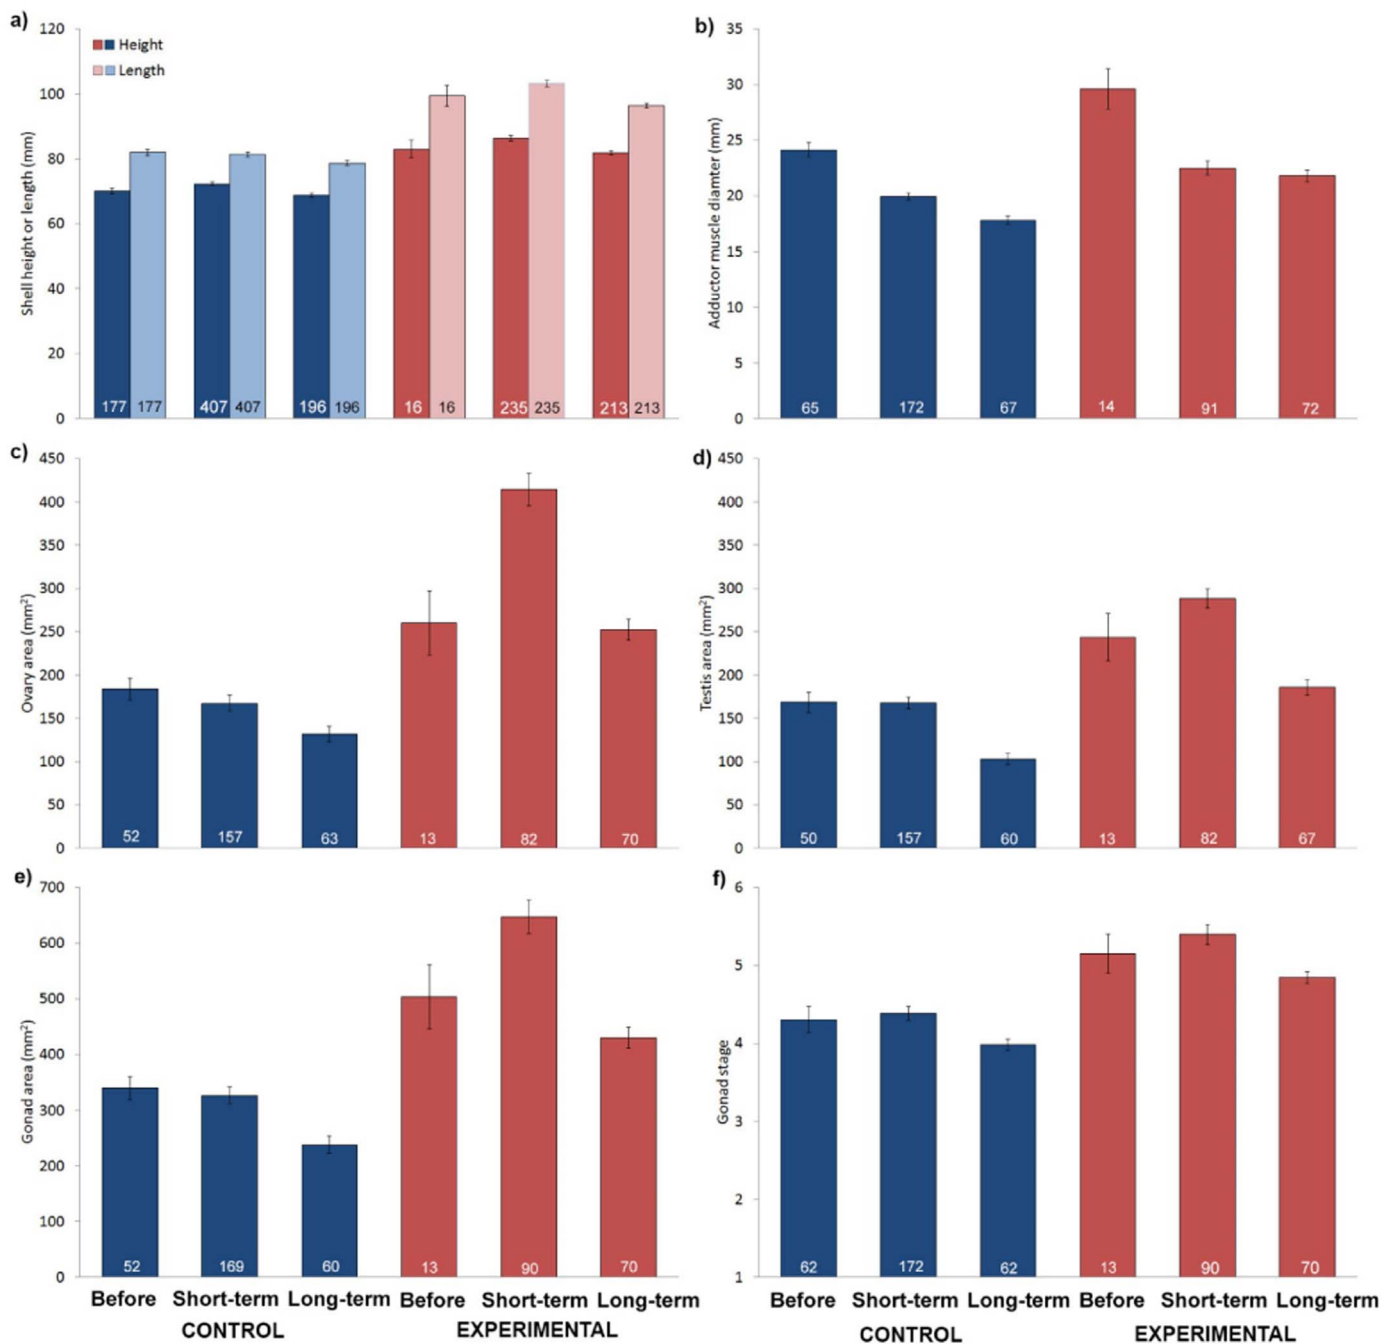 a)
Height
Length
Shell height or length (mm)
120
100
80
60
40
20
0
177 177 407 407 196 196 16 16 235 235 213 213
b)
Adductor muscle diamter (mm)
35
30
25
20
15
10
5
0
65 172 67 14 91 72
c)
Ovary area (mm²)
450
400
350
300
250
200
150
100
50
0
52 157 63 13 82 70
d)
Testis area (mm²)
450
400
350
300
250
200
150
100
50
0
50 157 60 13 82 67
e)
Gonad area (mm²)
700
600
500
400
300
200
100
0
52 169 60 13 90 70
Before Short-term Long-term Before Short-term Long-term
CONTROL EXPERIMENTAL
f)
Gonad stage
6
5
4
3
2
1
62 172 62 13 90 70
Before Short-term Long-term Before Short-term Long-term
CONTROL EXPERIMENTAL